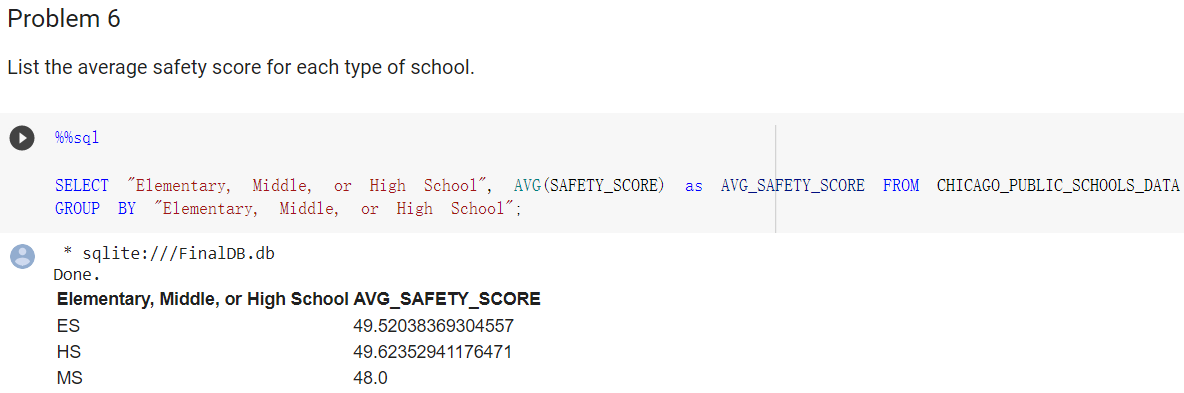 Problem 6
List the average safety score for each type of school.
%%sql
SELECT "Elementary, Middle, or High School", AVG(SAFETY_SCORE) as AVG_SAFETY_SCORE FROM CHICAGO_PUBLIC_SCHOOLS_DATA
GROUP BY "Elementary, Middle, or High School";
* sqlite:///FinalDB.db
Done.
Elementary, Middle, or High School AVG_SAFETY_SCORE
ES 49.52038369304557
HS 49.62352941176471
MS 48.0